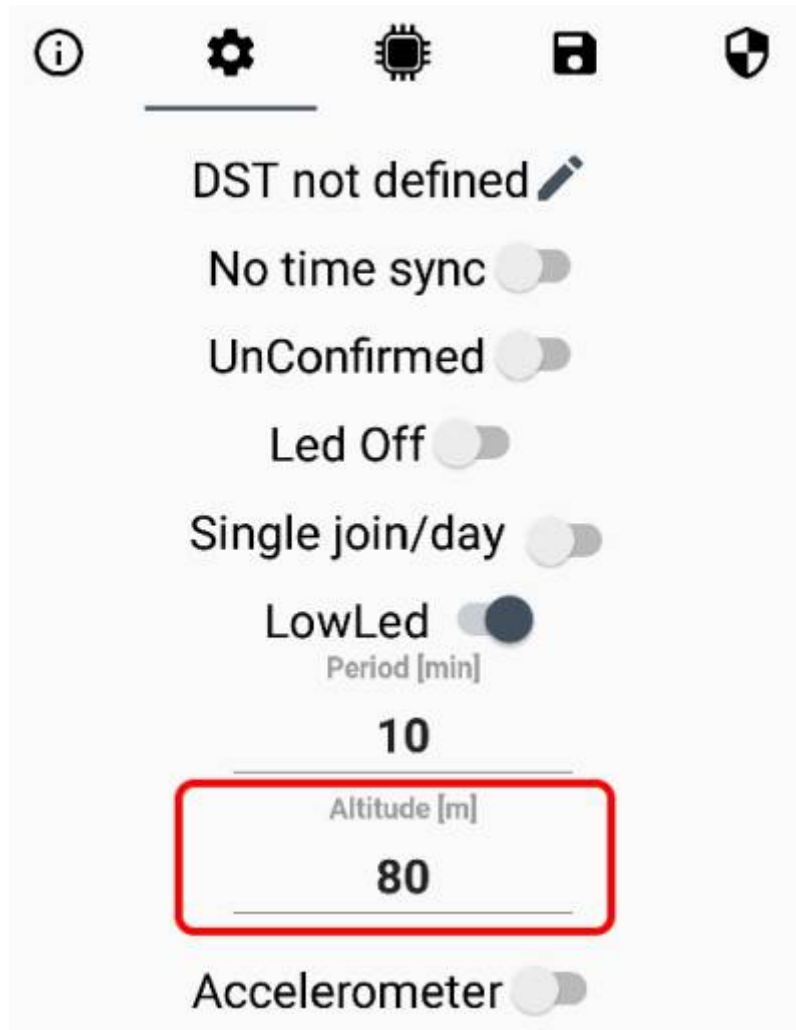 DST not defined
No time sync
UnConfirmed
Led Off
Single join/day
LowLed
Period [min]
10
Altitude [m]
80
Accelerometer